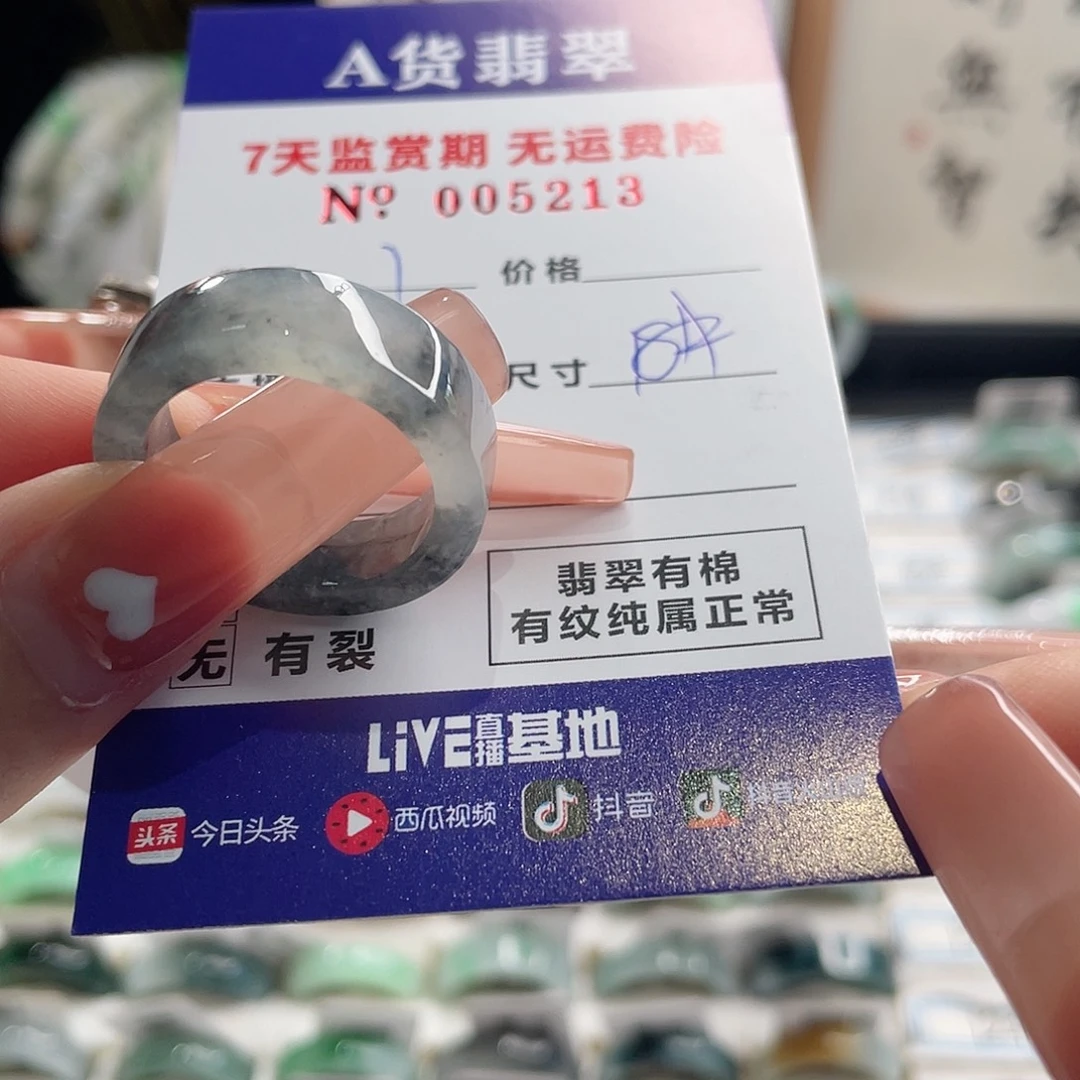 A货翡翠
7天监赏期 无运费险
Nº 005213
价格
尺寸
翡翠有棉
有纹纯属正常
无 有裂
LiVE直播基地
头条 今日头条 西瓜视频 抖音